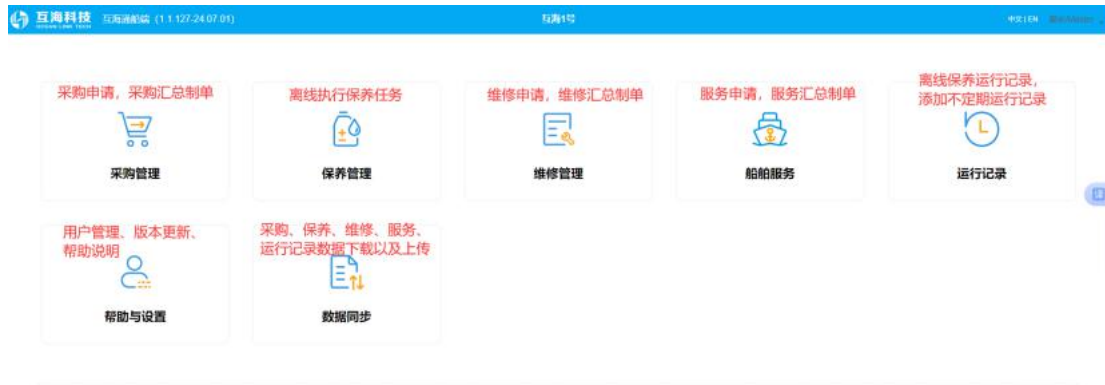 互海科技 互海通船端 (1.1.127-24.07.01)
互海1号
中文 | EN
采购申请，采购汇总制单
采购管理
离线执行保养任务
保养管理
维修申请，维修汇总制单
维修管理
服务申请，服务汇总制单
船舶服务
离线保养运行记录，
添加不定期运行记录
运行记录
用户管理、版本更新、
帮助说明
帮助与设置
采购、保养、维修、服务、
运行记录数据下载以及上传
数据同步